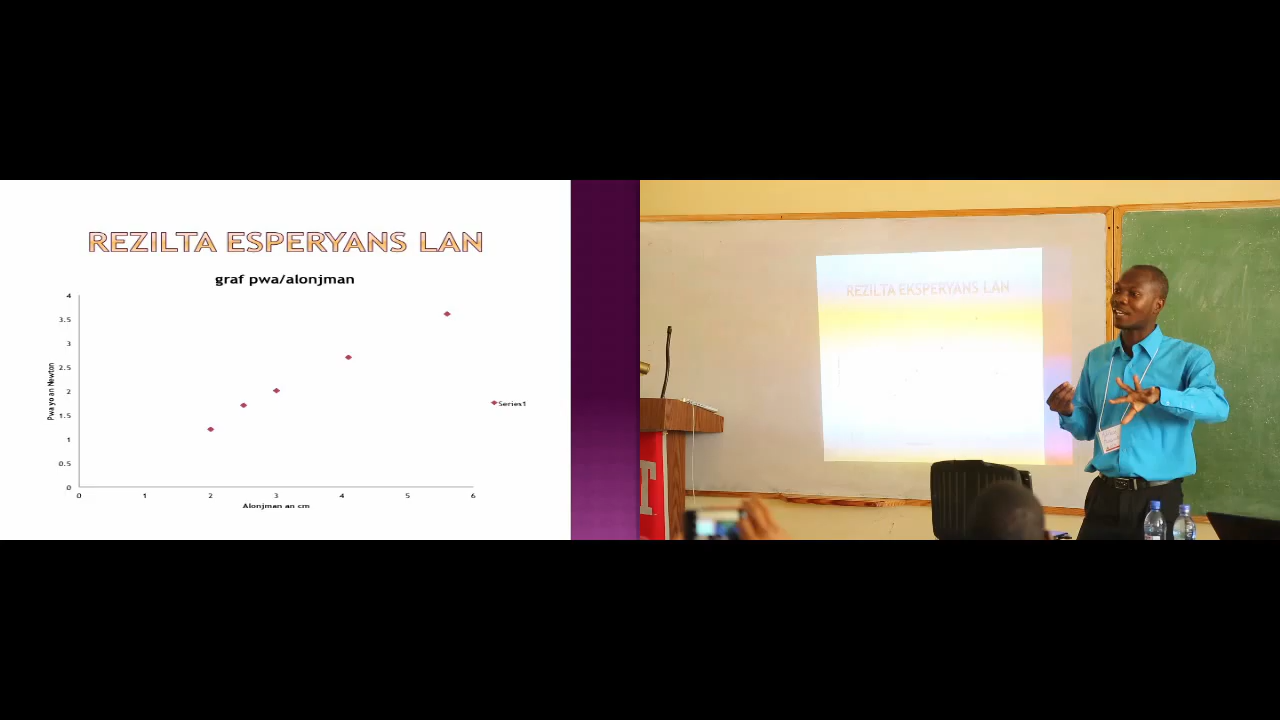 REZILTA ESPERYANS LAN
graf pwa/alonjman
4
3.5
3
2.5
2
1.5
1
0.5
0
Pwa yo an Newton
0 1 2 3 4 5 6
Alonjman an cm
Series1
REZILTA EKSPERYANS LAN
T